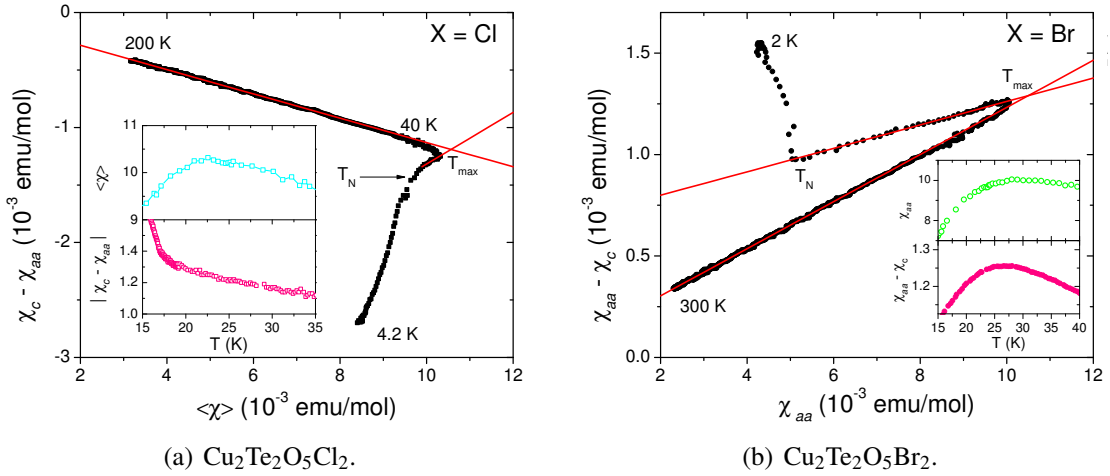 X = Cl
200 K
40 K
T_N
T_max
4.2 K
0
-1
-2
-3
χ_c - χ_aa (10^-3 emu/mol)
2 4 6 8 10 12
<χ> (10^-3 emu/mol)
11
10
9
<χ>
1.4
1.2
1.0
| χ_c - χ_aa |
15 20 25 30 35
T (K)
(a) Cu2Te2O5Cl2.
X = Br
2 K
T_max
T_N
300 K
1.5
1.0
0.5
0.0
χ_aa - χ_c (10^-3 emu/mol)
2 4 6 8 10 12
χ_aa (10^-3 emu/mol)
10
8
χ_aa
1.3
1.2
χ_aa - χ_c
15 20 25 30 35 40
T (K)
(b) Cu2Te2O5Br2.